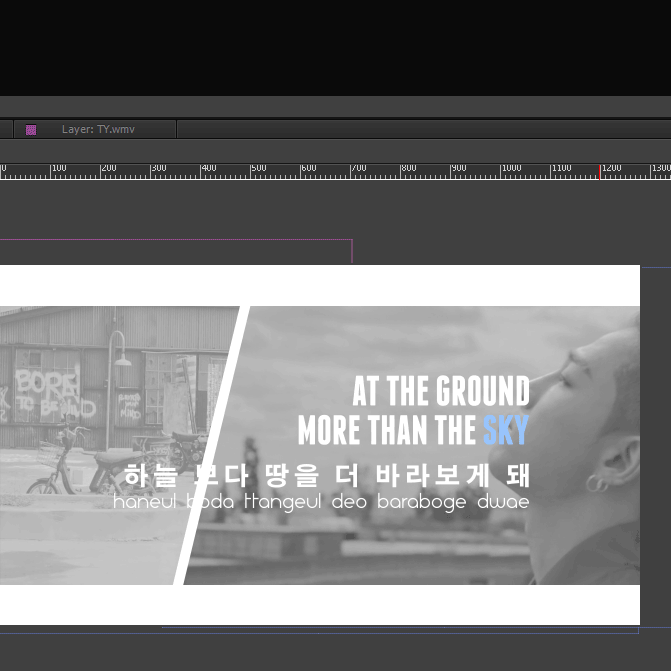 Layer: TY.wmv
0 100 200 300 400 500 600 700 800 900 1000 1100 1200 1300
BORE
TO BE
MIND
AT THE GROUND
MORE THAN THE SKY
하늘 보다 땅을 더 바라보게 돼
haneul boda ttangeul deo baraboge dwae